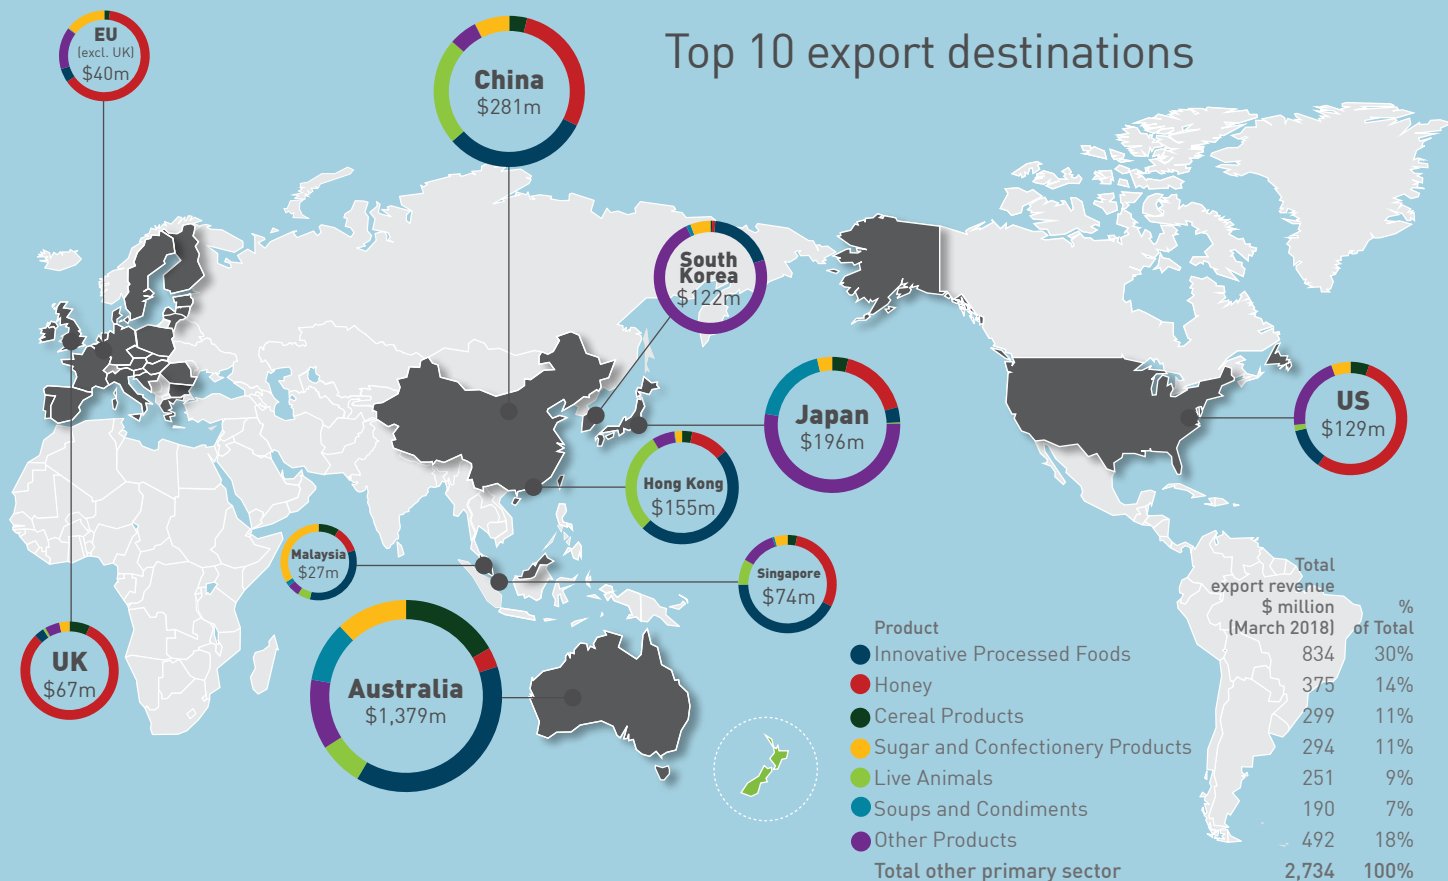 Top 10 export destinations
EU
(excl. UK)
$40m
China
$281m
South
Korea
$122m
Japan
$196m
US
$129m
Hong Kong
$155m
Malaysia
$27m
Singapore
$74m
UK
$67m
Australia
$1,379m
Total
export revenue
$ million %
Product (March 2018) of Total
Innovative Processed Foods 834 30%
Honey 375 14%
Cereal Products 299 11%
Sugar and Confectionery Products 294 11%
Live Animals 251 9%
Soups and Condiments 190 7%
Other Products 492 18%
Total other primary sector 2,734 100%